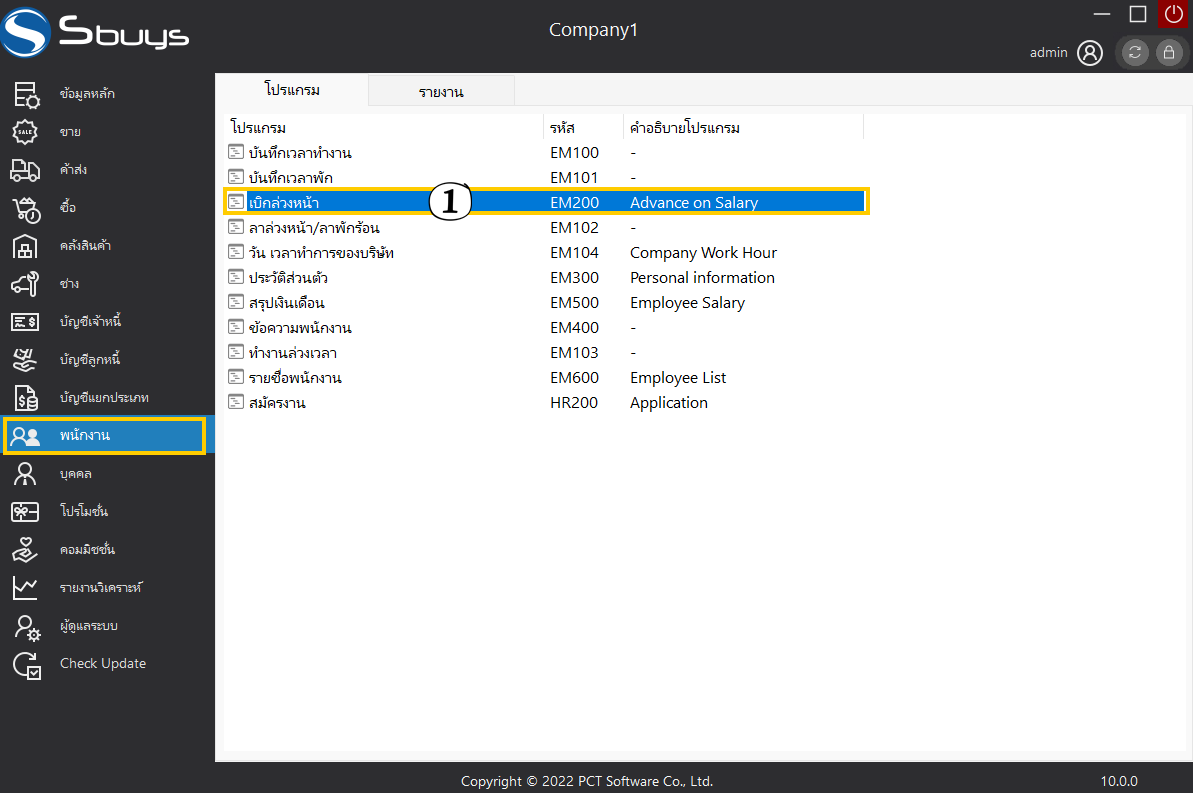 Sbuys
Company1
admin
ข้อมูลหลัก
ขาย
SALE
ค้าส่ง
ซื้อ
คลังสินค้า
ช่าง
บัญชีเจ้าหนี้
บัญชีลูกหนี้
บัญชีแยกประเภท
พนักงาน
บุคคล
โปรโมชั่น
คอมมิชชั่น
รายงานวิเคราะห์
ผู้ดูแลระบบ
Check Update
โปรแกรม รายงาน
โปรแกรม รหัส คำอธิบายโปรแกรม
บันทึกเวลาทำงาน EM100 -
บันทึกเวลาพัก EM101 -
เบิกล่วงหน้า 1 EM200 Advance on Salary
ลาล่วงหน้า/ลาพักร้อน EM102 -
วัน เวลาทำการของบริษัท EM104 Company Work Hour
ประวัติส่วนตัว EM300 Personal information
สรุปเงินเดือน EM500 Employee Salary
ข้อความพนักงาน EM400 -
ทำงานล่วงเวลา EM103 -
รายชื่อพนักงาน EM600 Employee List
สมัครงาน HR200 Application
Copyright © 2022 PCT Software Co., Ltd.
10.0.0